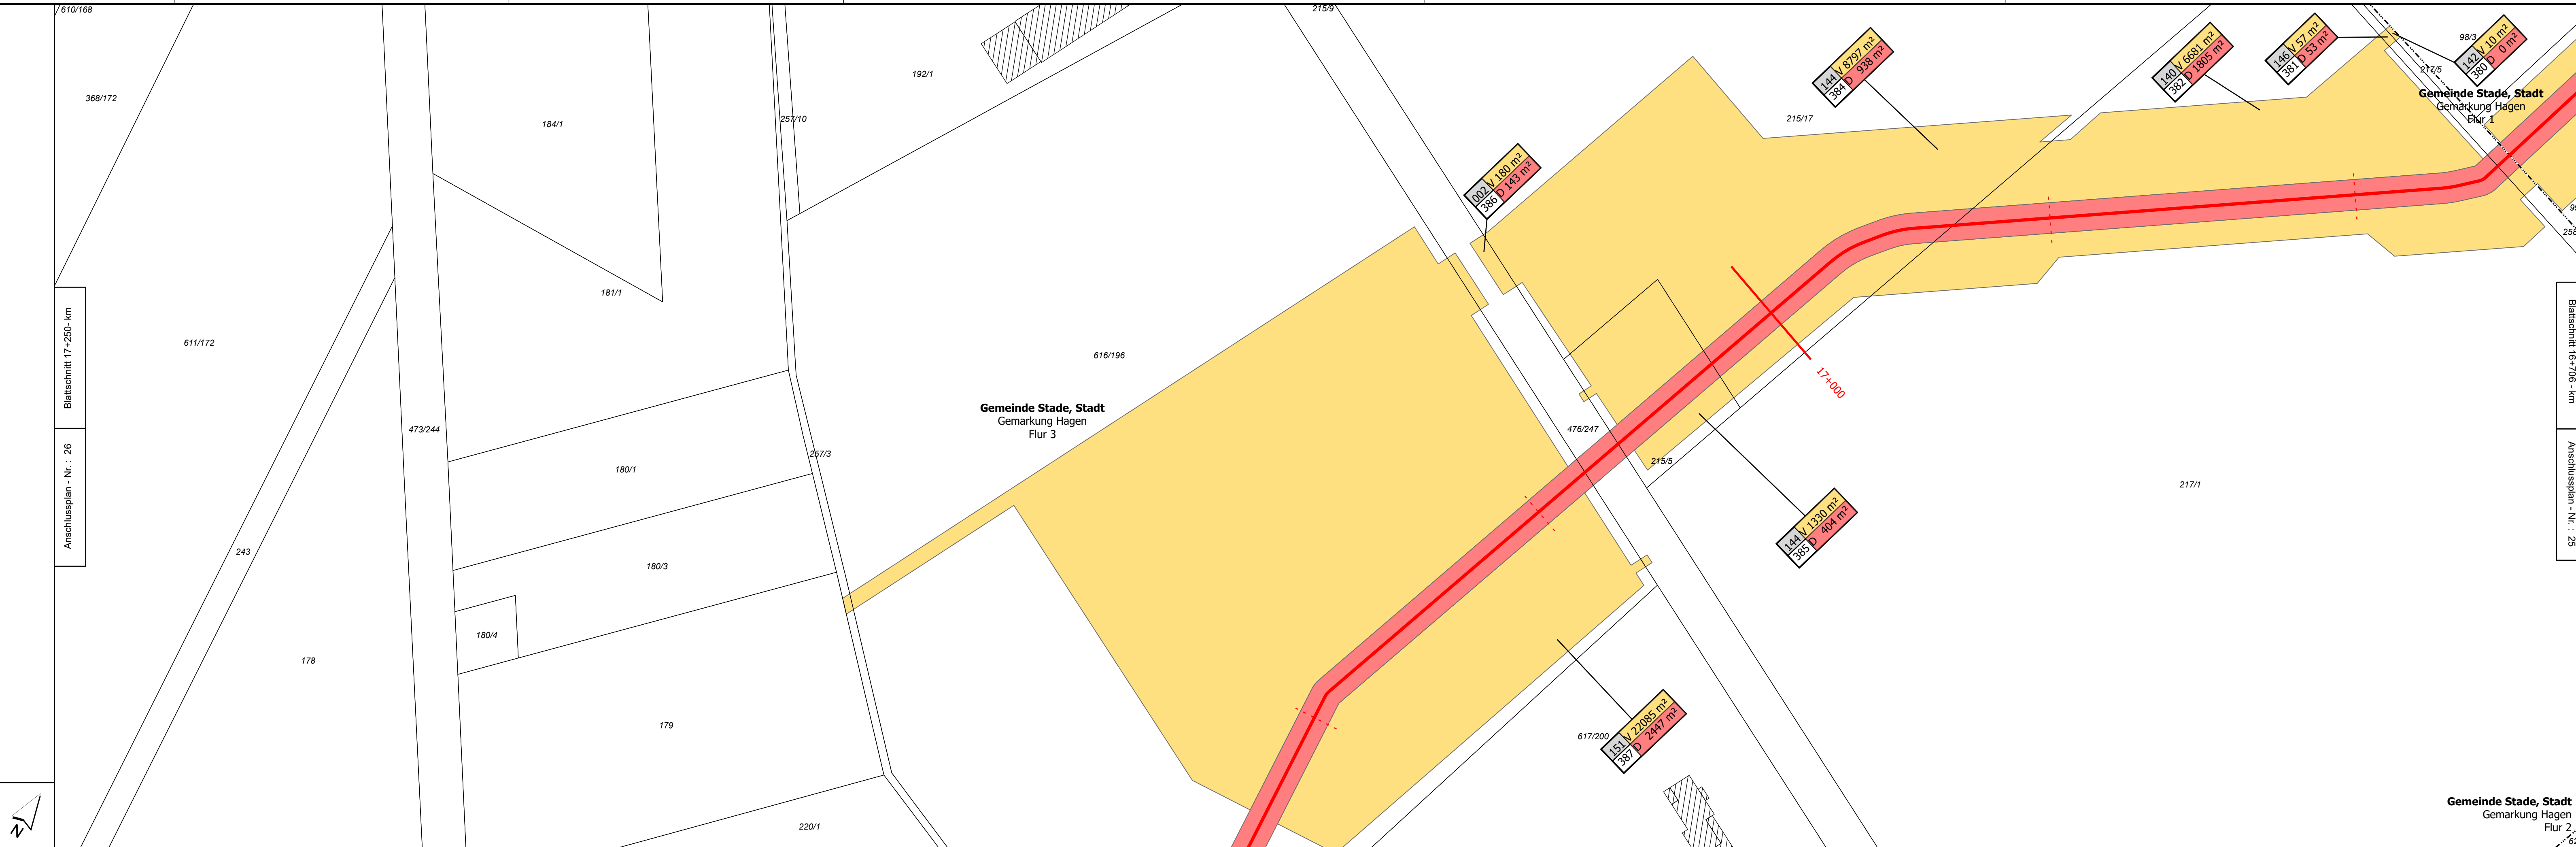 610/168
215/9
98/3
192/1
368/172
184/1
257/10
215/17
217/5
144 V 8797 m²
384 D 938 m²
140 V 6681 m²
382 D 1805 m²
146 V 57 m²
381 D 53 m²
142 V 10 m²
380 D 0 m²
Gemeinde Stade, Stadt
Gemarkung Hagen
Flur 1
002 V 180 m²
386 D 143 m²
181/1
611/172
616/196
Gemeinde Stade, Stadt
Gemarkung Hagen
Flur 3
17+000
473/244
257/3
476/247
215/5
217/1
180/1
243
180/3
180/4
178
179
220/1
144 V 1330 m²
385 D 404 m²
151 V 22085 m²
387 D 2447 m²
617/200
Blattschnitt 17+250- km
Anschlussplan - Nr. : 26
Blattschnitt 16+706 - km
Anschlussplan - Nr. : 25
N
Gemeinde Stade, Stadt
Gemarkung Hagen
Flur 2